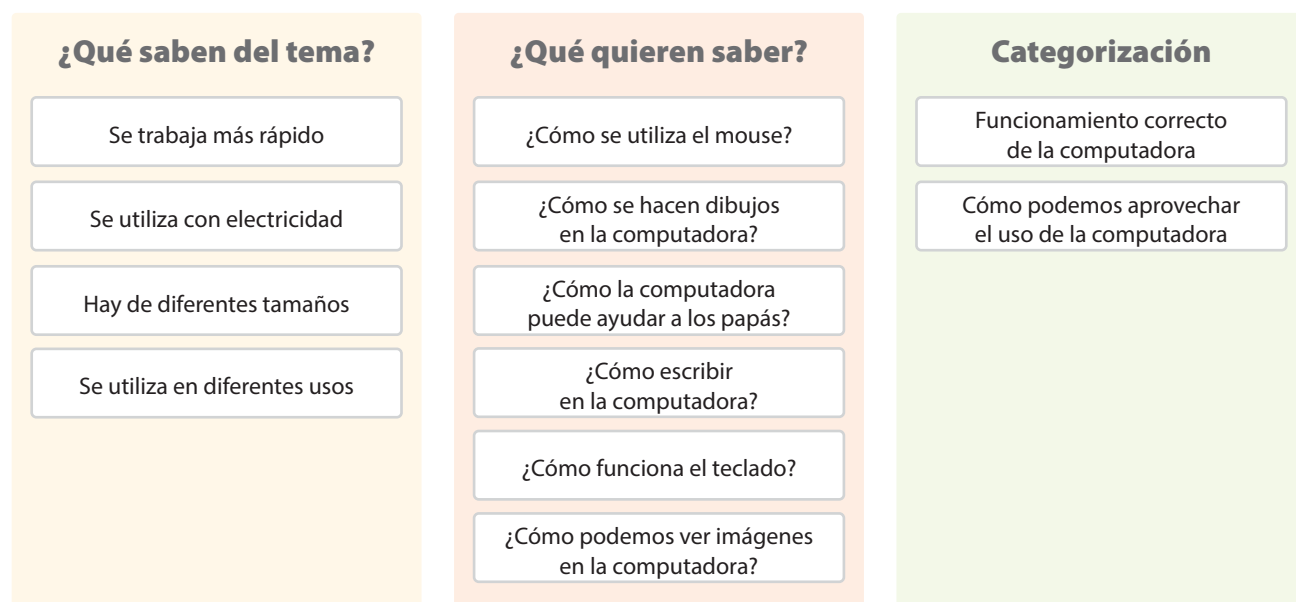 ¿Qué saben del tema?
Se trabaja más rápido
Se utiliza con electricidad
Hay de diferentes tamaños
Se utiliza en diferentes usos
¿Qué quieren saber?
¿Cómo se utiliza el mouse?
¿Cómo se hacen dibujos
en la computadora?
¿Cómo la computadora
puede ayudar a los papás?
¿Cómo escribir
en la computadora?
¿Cómo funciona el teclado?
¿Cómo podemos ver imágenes
en la computadora?
Categorización
Funcionamiento correcto
de la computadora
Cómo podemos aprovechar
el uso de la computadora